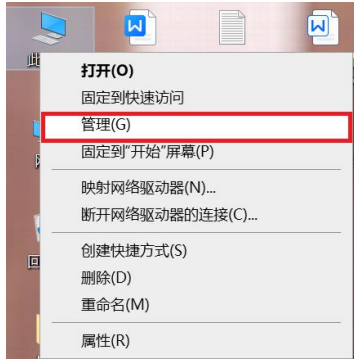 此
打开(O)
固定到快速访问
管理(G)
固定到"开始"屏幕(P)
映射网络驱动器(N)...
断开网络驱动器的连接(C)...
创建快捷方式(S)
删除(D)
重命名(M)
回
属性(R)